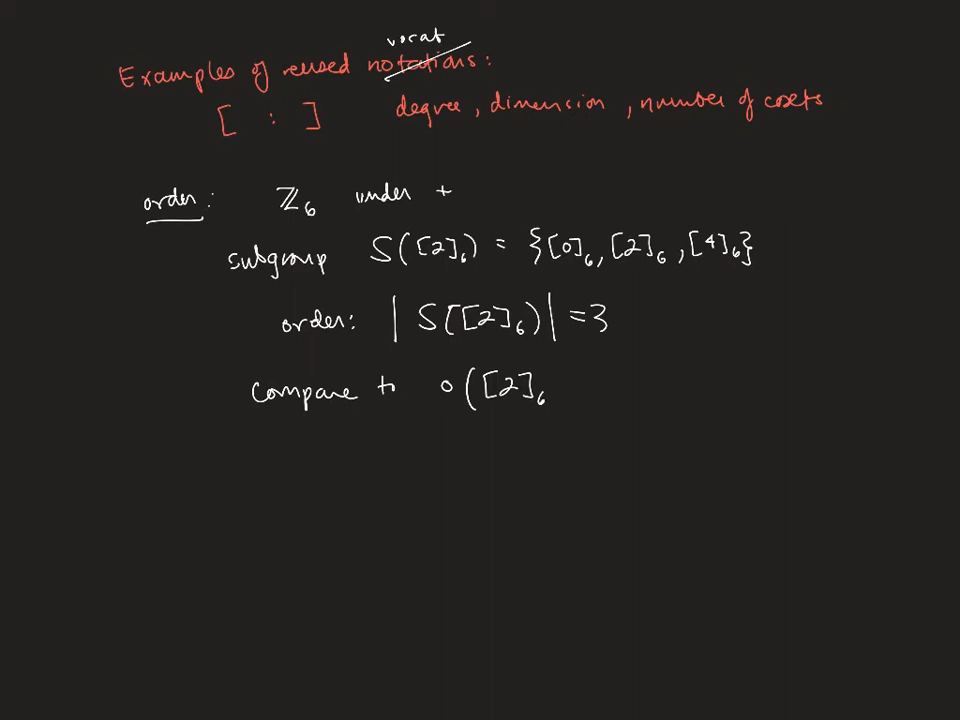 vocab
Examples of reused notations:
[ : ] degree, dimension, number of cosets
order: ℤ₆ under +
subgroup S([2]₆) = {[0]₆, [2]₆, [4]₆}
order: |S([2]₆)| = 3
compare to o([2]₆